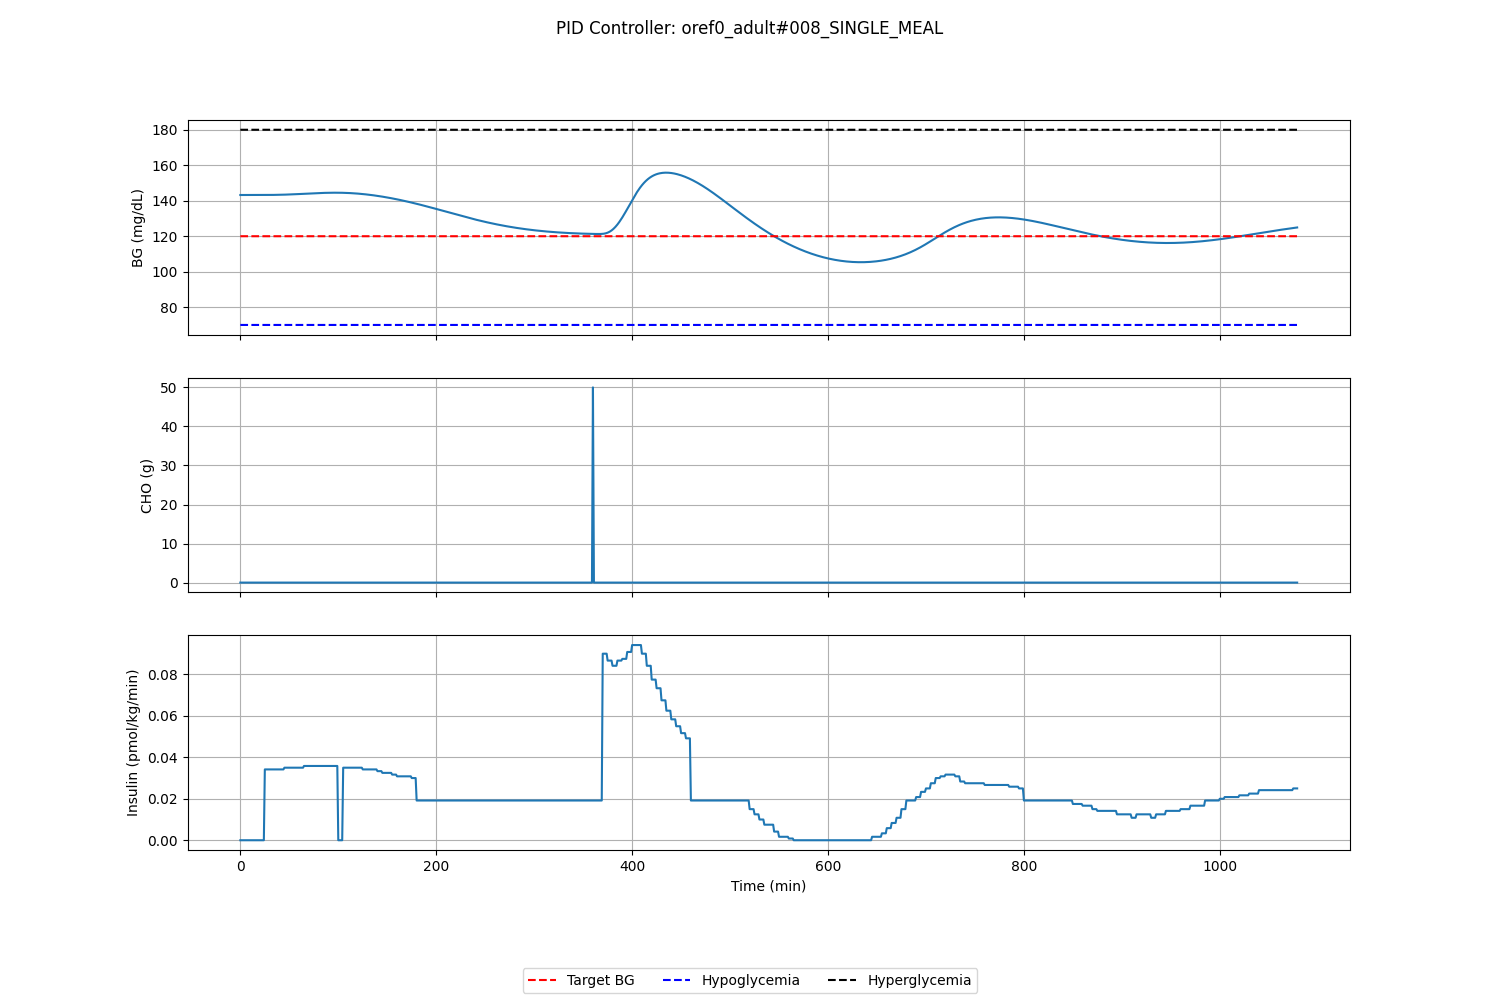 PID Controller: oref0_adult#008_SINGLE_MEAL
BG (mg/dL)
180
160
140
120
100
80
CHO (g)
50
40
30
20
10
0
Insulin (pmol/kg/min)
0.08
0.06
0.04
0.02
0.00
0 200 400 600 800 1000
Time (min)
Target BG Hypoglycemia Hyperglycemia